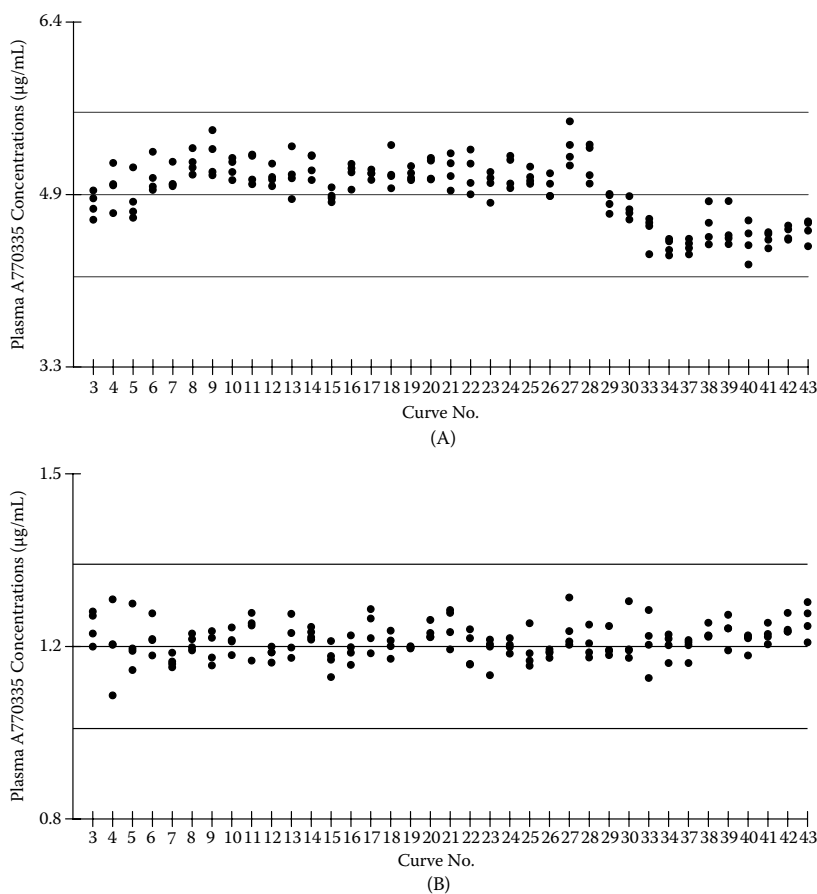 Plasma A770335 Concentrations (µg/mL)
6.4
4.9
3.3
3 4 5 6 7 8 9 10 11 12 13 14 15 16 17 18 19 20 21 22 23 24 25 26 27 28 29 30 33 34 37 38 39 40 41 42 43
Curve No.
(A)
Plasma A770335 Concentrations (µg/mL)
1.5
1.2
0.8
3 4 5 6 7 8 9 10 11 12 13 14 15 16 17 18 19 20 21 22 23 24 25 26 27 28 29 30 33 34 37 38 39 40 41 42 43
Curve No.
(B)